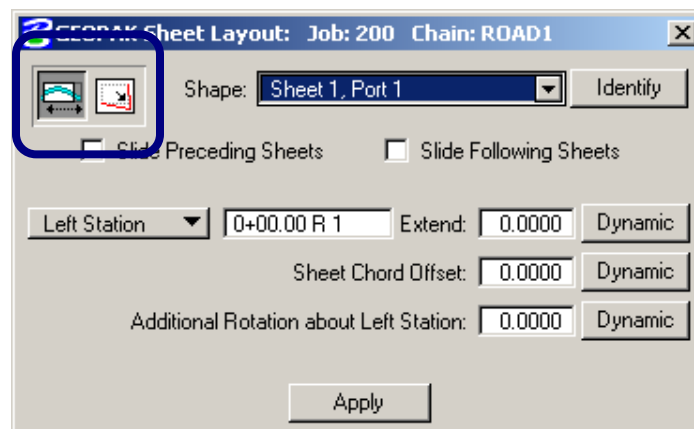 GEOPAK Sheet Layout: Job: 200 Chain: ROAD1
Shape: Sheet 1, Port 1 Identify
Slide Preceding Sheets Slide Following Sheets
Left Station 0+00.00 R 1 Extend: 0.0000 Dynamic
Sheet Chord Offset: 0.0000 Dynamic
Additional Rotation about Left Station: 0.0000 Dynamic
Apply